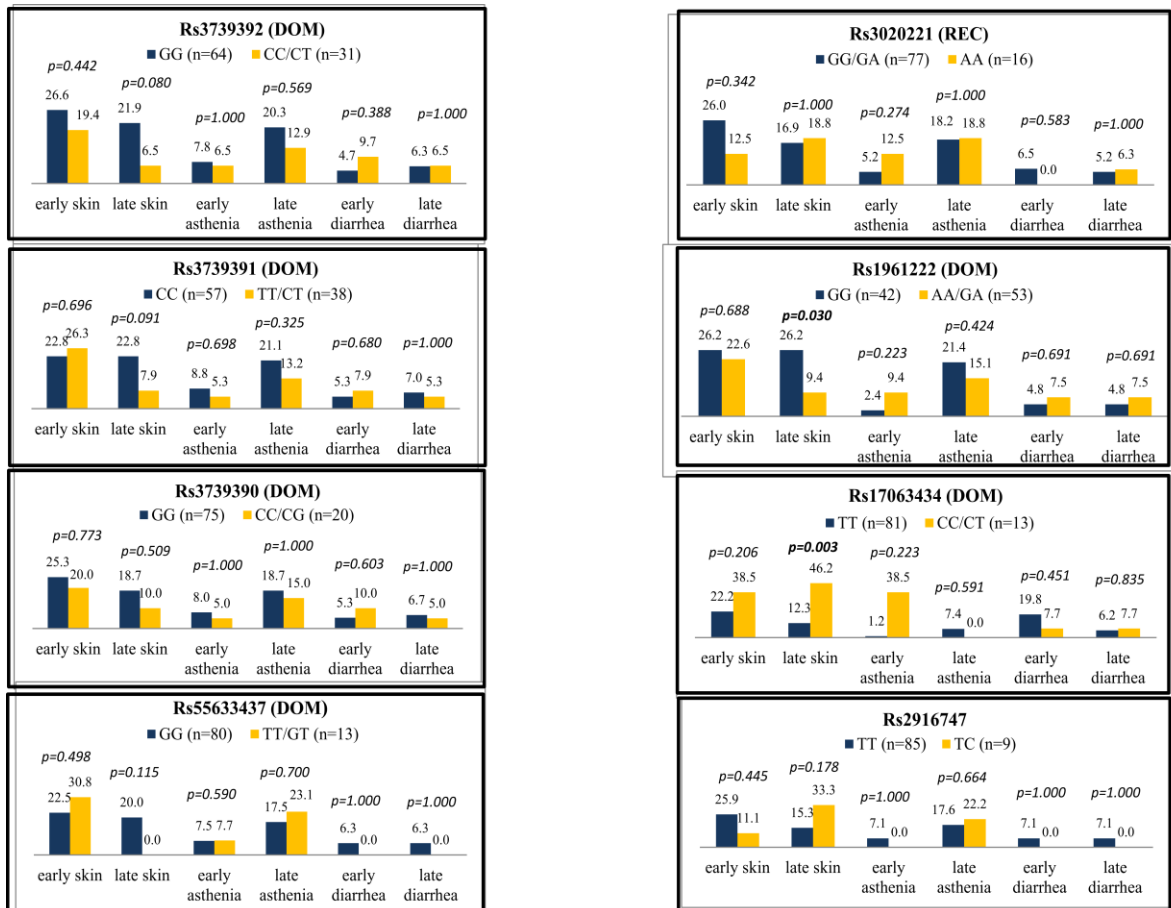 Rs3739392 (DOM)
GG (n=64) CC/CT (n=31)
p=0.442 p=0.080 p=1.000 p=0.569 p=0.388 p=1.000
26.6 19.4 21.9 6.5 7.8 6.5 20.3 12.9 4.7 9.7 6.3 6.5
early skin late skin early asthenia late asthenia early diarrhea late diarrhea
Rs3739391 (DOM)
CC (n=57) TT/CT (n=38)
p=0.696 p=0.091 p=0.698 p=0.325 p=0.680 p=1.000
22.8 26.3 22.8 7.9 8.8 5.3 21.1 13.2 5.3 7.9 7.0 5.3
early skin late skin early asthenia late asthenia early diarrhea late diarrhea
Rs3739390 (DOM)
GG (n=75) CC/CG (n=20)
p=0.773 p=0.509 p=1.000 p=1.000 p=0.603 p=1.000
25.3 20.0 18.7 10.0 8.0 5.0 18.7 15.0 5.3 10.0 6.7 5.0
early skin late skin early asthenia late asthenia early diarrhea late diarrhea
Rs55633437 (DOM)
GG (n=80) TT/GT (n=13)
p=0.498 p=0.115 p=0.590 p=0.700 p=1.000 p=1.000
22.5 30.8 20.0 0.0 7.5 7.7 17.5 23.1 6.3 0.0 6.3 0.0
early skin late skin early asthenia late asthenia early diarrhea late diarrhea
Rs3020221 (REC)
GG/GA (n=77) AA (n=16)
p=0.342 p=1.000 p=0.274 p=1.000 p=0.583 p=1.000
26.0 12.5 16.9 18.8 5.2 12.5 18.2 18.8 6.5 0.0 5.2 6.3
early skin late skin early asthenia late asthenia early diarrhea late diarrhea
Rs1961222 (DOM)
GG (n=42) AA/GA (n=53)
p=0.688 p=0.030 p=0.223 p=0.424 p=0.691 p=0.691
26.2 22.6 26.2 9.4 2.4 9.4 21.4 15.1 4.8 7.5 4.8 7.5
early skin late skin early asthenia late asthenia early diarrhea late diarrhea
Rs17063434 (DOM)
TT (n=81) CC/CT (n=13)
p=0.206 p=0.003 p=0.223 p=0.591 p=0.451 p=0.835
22.2 38.5 12.3 46.2 1.2 38.5 7.4 0.0 19.8 7.7 6.2 7.7
early skin late skin early asthenia late asthenia early diarrhea late diarrhea
Rs2916747
TT (n=85) TC (n=9)
p=0.445 p=0.178 p=1.000 p=0.664 p=1.000 p=1.000
25.9 11.1 15.3 33.3 7.1 0.0 17.6 22.2 7.1 0.0 7.1 0.0
early skin late skin early asthenia late asthenia early diarrhea late diarrhea